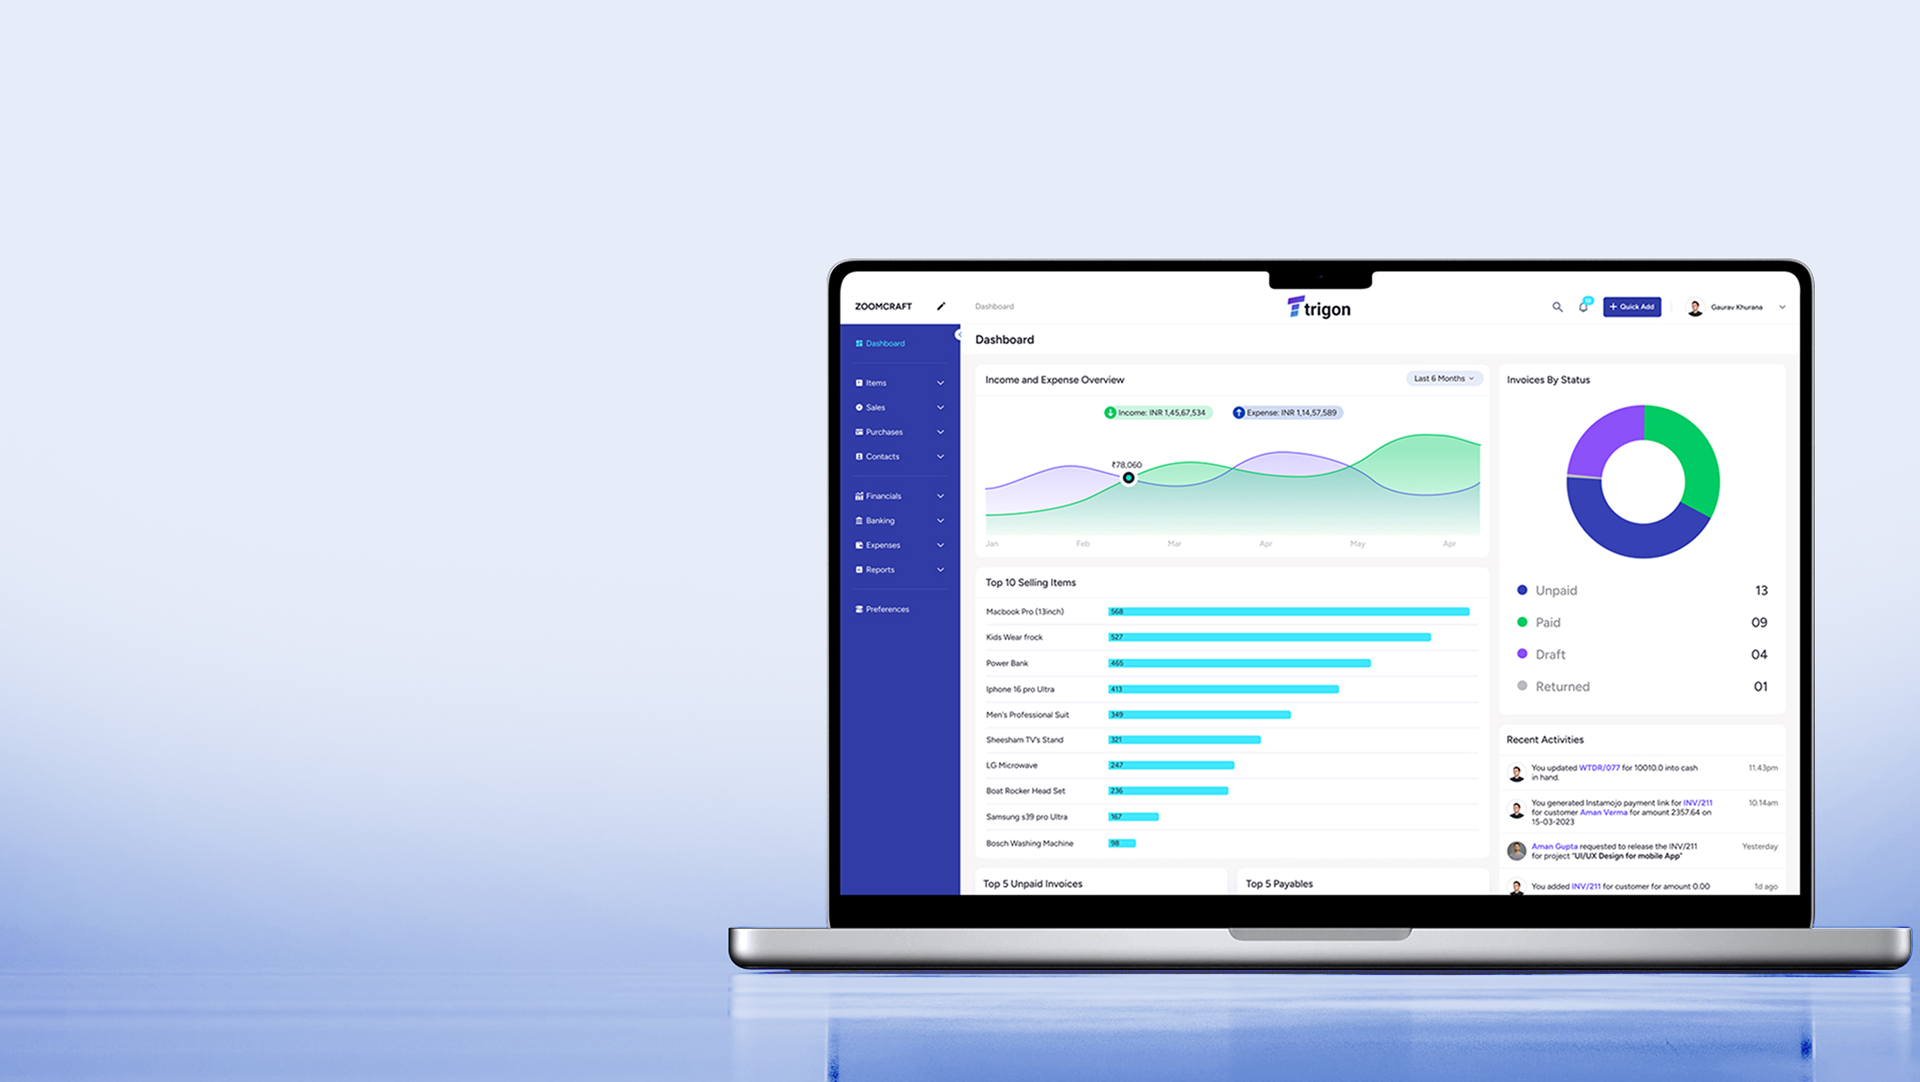 ZOOMCRAFT
Dashboard
trigon
Quick Add
Gaurav Khurana
Dashboard
Items
Sales
Purchases
Contacts
Financials
Banking
Expenses
Reports
Preferences
Dashboard
Income and Expense Overview
Last 6 Months
Income: INR 1,45,67,534
Expense: INR 1,14,57,589
₹78,060
Jan Feb Mar Apr May Apr
Top 10 Selling Items
Macbook Pro (13inch) 568
Kids Wear frock 527
Power Bank 465
Iphone 16 pro Ultra 413
Men's Professional Suit 349
Sheesham TV's Stand 321
LG Microwave 247
Boat Rocker Head Set 236
Samsung s39 pro Ultra 167
Bosch Washing Machine 98
Top 5 Unpaid Invoices
Top 5 Payables
Invoices By Status
Unpaid 13
Paid 09
Draft 04
Returned 01
Recent Activities
You updated WTDR/077 for 10010.0 into cash 11.43pm
in hand.
You generated Instamojo payment link for INV/211 10:14am
for customer Aman Verma for amount 2357.64 on
15-03-2023
Aman Gupta requested to release the INV/211 Yesterday
for project "UI/UX Design for mobile App"
You added INV/211 for customer for amount 0.00 1d ago